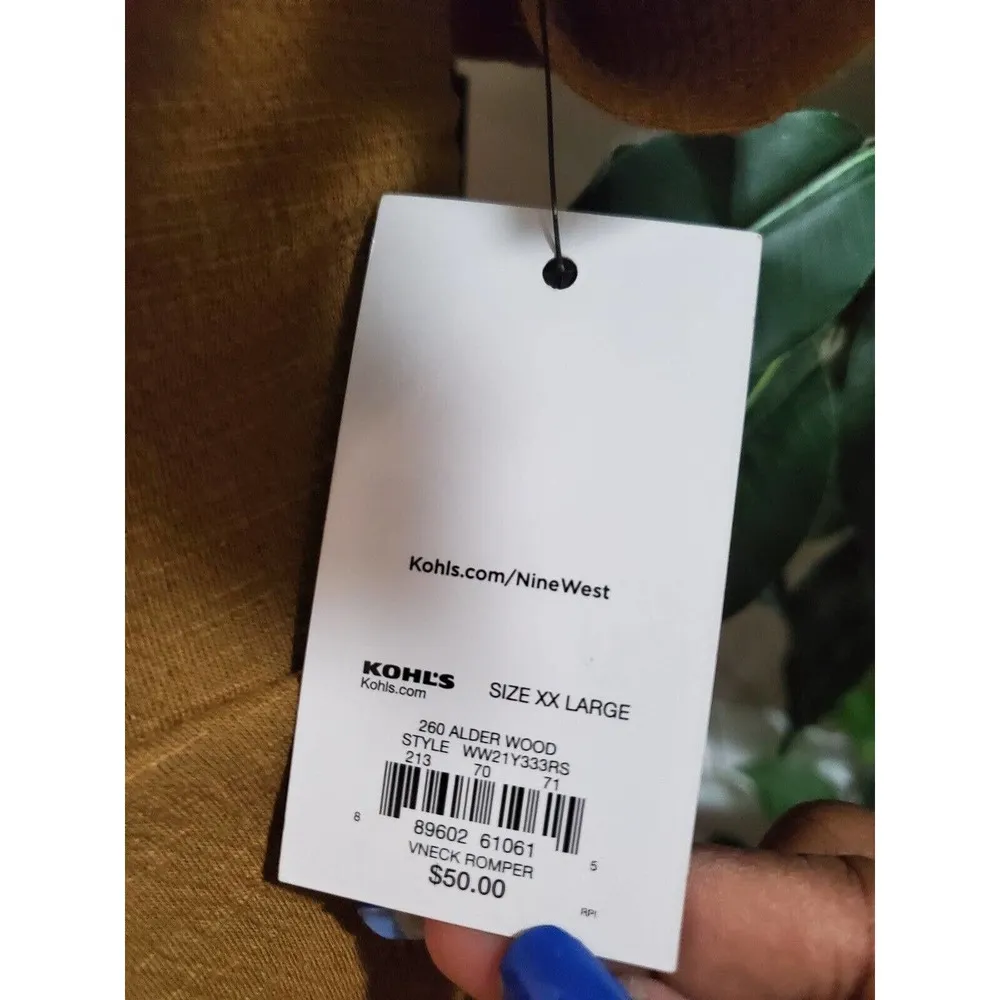 Kohls.com/NineWest
KOHL'S
Kohls.com
SIZE XX LARGE
260 ALDER WOOD
STYLE WW21Y333RS
213 70 71
8 89602 61061 5
VNECK ROMPER
$50.00
RPI